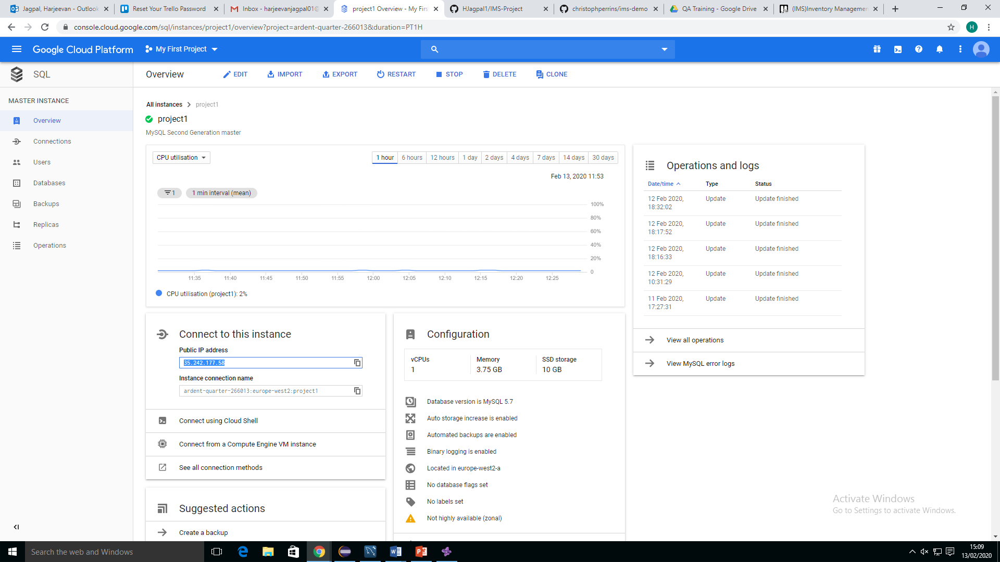 Jagpal, Harjeevan - Outlook
Reset Your Trello Password
Inbox - harjeevanjagpal01@
project1 Overview - My Firs
HJagpal1/IMS-Project
christophperrins/ims-demo
QA Training - Google Drive
(IMS)Inventory Managemen
console.cloud.google.com/sql/instances/project1/overview?project=ardent-quarter-266013&duration=PT1H
H
Google Cloud Platform
My First Project
SQL
Overview
EDIT
IMPORT
EXPORT
RESTART
STOP
DELETE
CLONE
MASTER INSTANCE
Overview
Connections
Users
Databases
Backups
Replicas
Operations
All instances
project1
project1
MySQL Second Generation master
CPU utilisation
1 hour
6 hours
12 hours
1 day
2 days
4 days
7 days
14 days
30 days
Feb 13, 2020 11:53
1
1 min interval (mean)
100%
80%
60%
40%
20%
0
11:35
11:40
11:45
11:50
11:55
12:00
12:05
12:10
12:15
12:20
12:25
CPU utilisation (project1): 2%
Operations and logs
Date/time Type Status
12 Feb 2020, 18:32:02 Update Update finished
12 Feb 2020, 18:17:52 Update Update finished
12 Feb 2020, 18:16:33 Update Update finished
12 Feb 2020, 10:31:29 Update Update finished
11 Feb 2020, 17:27:31 Update Update finished
View all operations
View MySQL error logs
Connect to this instance
Public IP address
35.242.177.58
Instance connection name
ardent-quarter-266013:europe-west2:project1
Connect using Cloud Shell
Connect from a Compute Engine VM instance
See all connection methods
Suggested actions
Create a backup
Configuration
vCPUs
1
Memory
3.75 GB
SSD storage
10 GB
Database version is MySQL 5.7
Auto storage increase is enabled
Automated backups are enabled
Binary logging is enabled
Located in europe-west2-a
No database flags set
No labels set
Not highly available (zonal)
Activate Windows
Go to Settings to activate Windows.
Search the web and Windows
15:09
13/02/2020